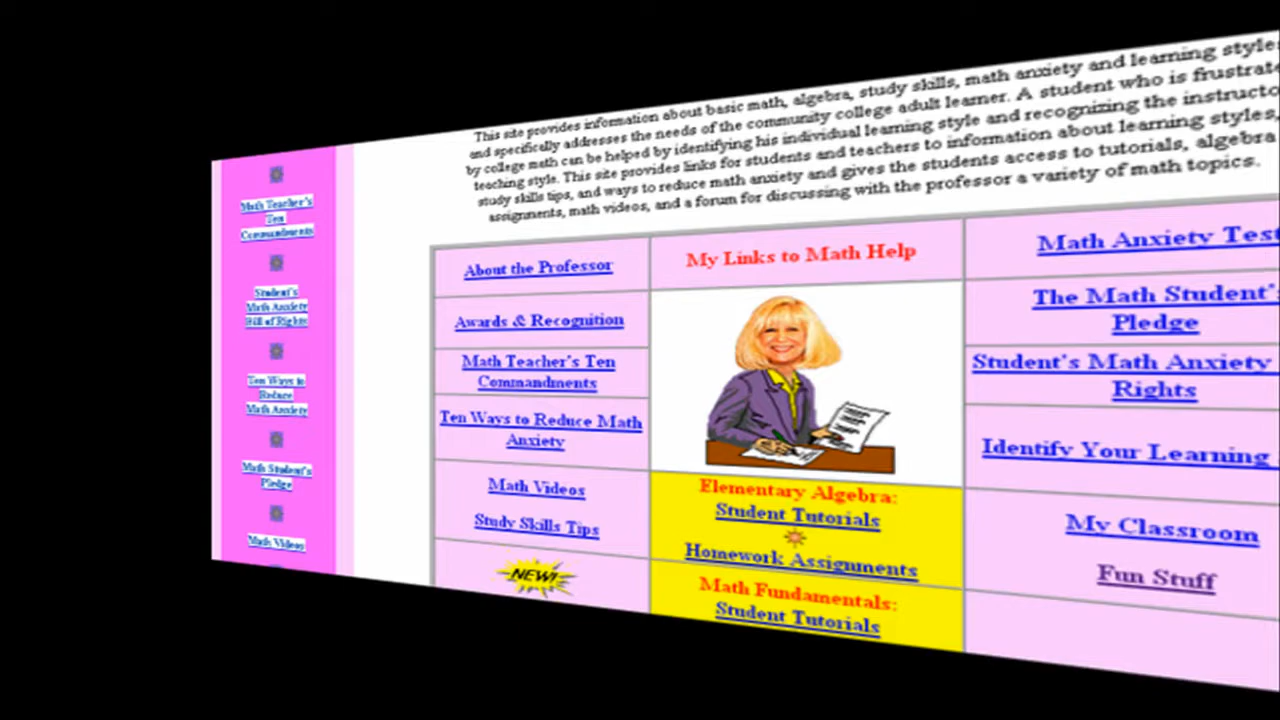 This site provides information about basic math, algebra, study skills, math anxiety and learning style
and specifically addresses the needs of the community college adult learner. A student who is frustrate
by college math can be helped by identifying his individual learning style and recognizing the instructo
teaching style. This site provides links for students and teachers to information about learning styles,
study skills tips, and ways to reduce math anxiety and gives the students access to tutorials, algebra
assignments, math videos, and a forum for discussing with the professor a variety of math topics.
Math Teacher's
Ten
Commandments
Student's
Math Anxiety
Bill of Rights
Ten Ways to
Reduce
Math Anxiety
Math Student's
Pledge
Math Videos
About the Professor
Awards & Recognition
Math Teacher's Ten
Commandments
Ten Ways to Reduce Math
Anxiety
Math Videos
Study Skills Tips
NEW!
My Links to Math Help
Elementary Algebra:
Student Tutorials
Homework Assignments
Math Fundamentals:
Student Tutorials
Math Anxiety Test
The Math Student's
Pledge
Student's Math Anxiety
Rights
Identify Your Learning
My Classroom
Fun Stuff